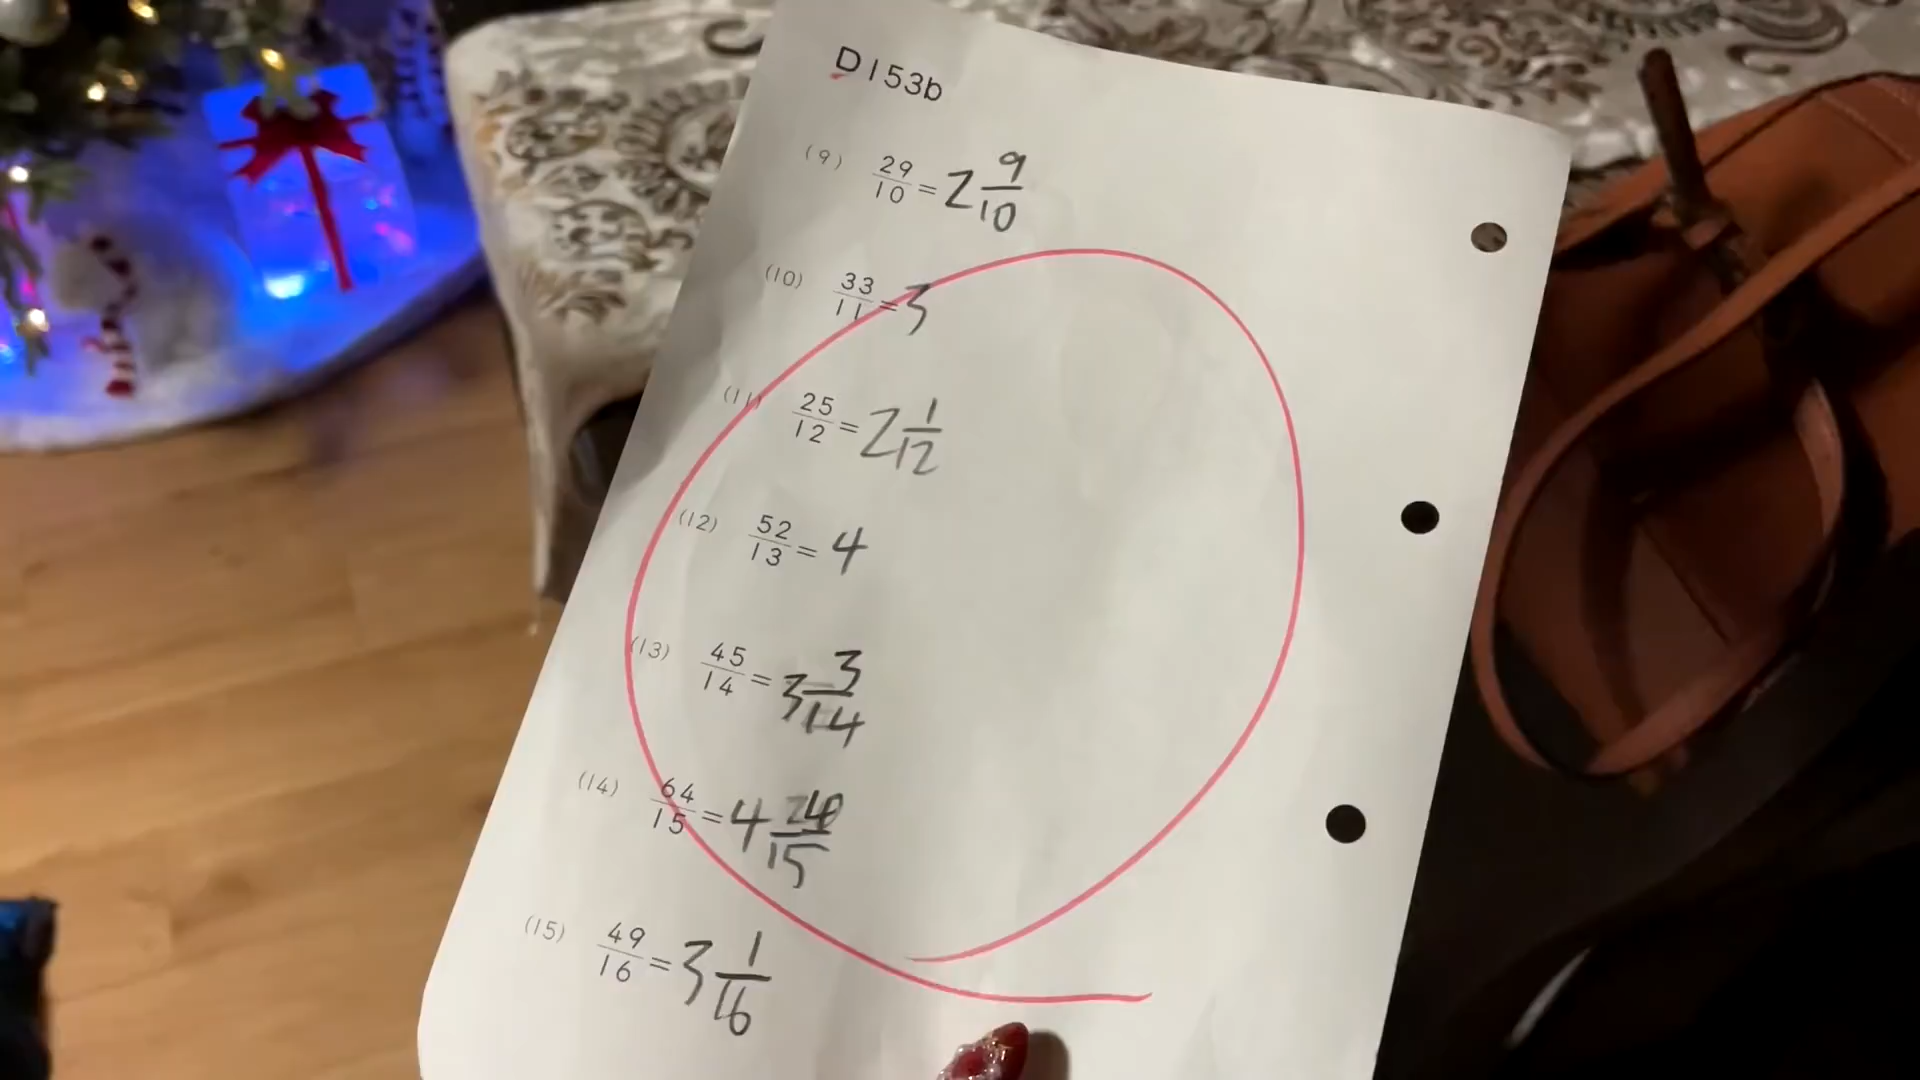 D153b
(9) 29/10 = 2 9/10
(10) 33/11 = 3
(11) 25/12 = 2 1/12
(12) 52/13 = 4
(13) 45/14 = 3 3/14
(14) 64/15 = 4 4/15
(15) 49/16 = 3 1/16